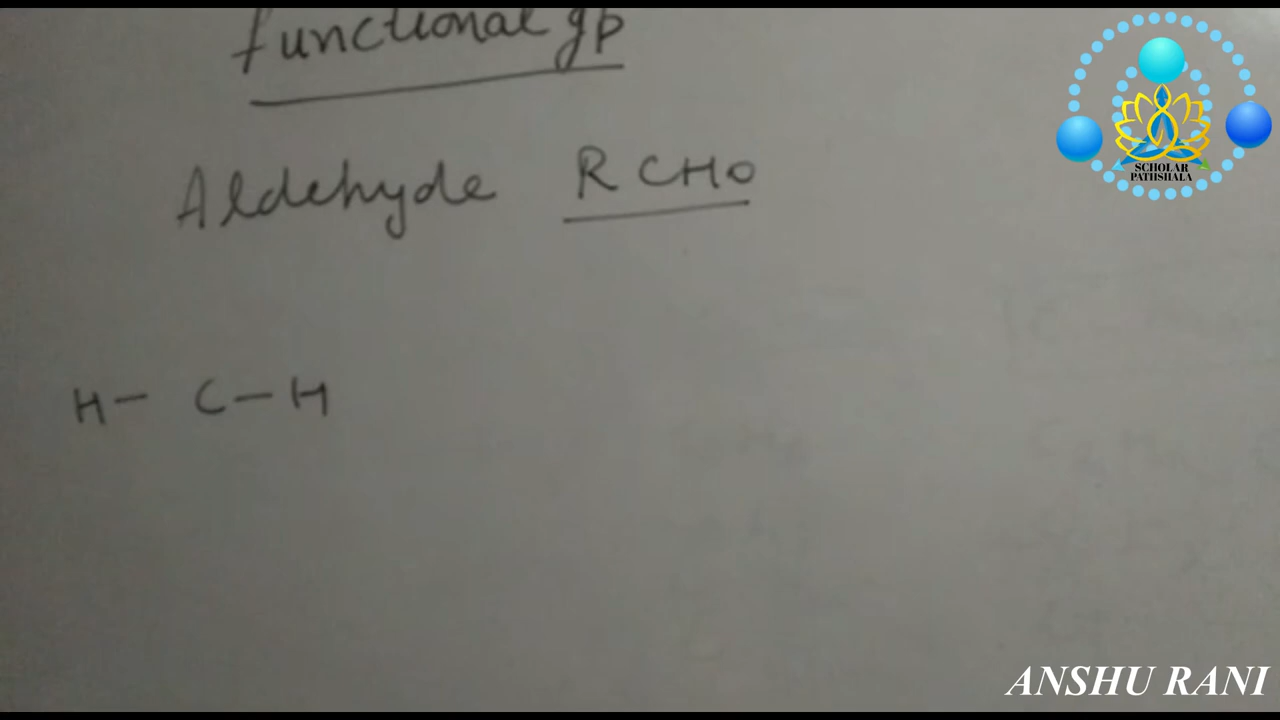 functional gp
Aldehyde RCHO
H- C-H
SCHOLAR
PATHSHALA
ANSHU RANI